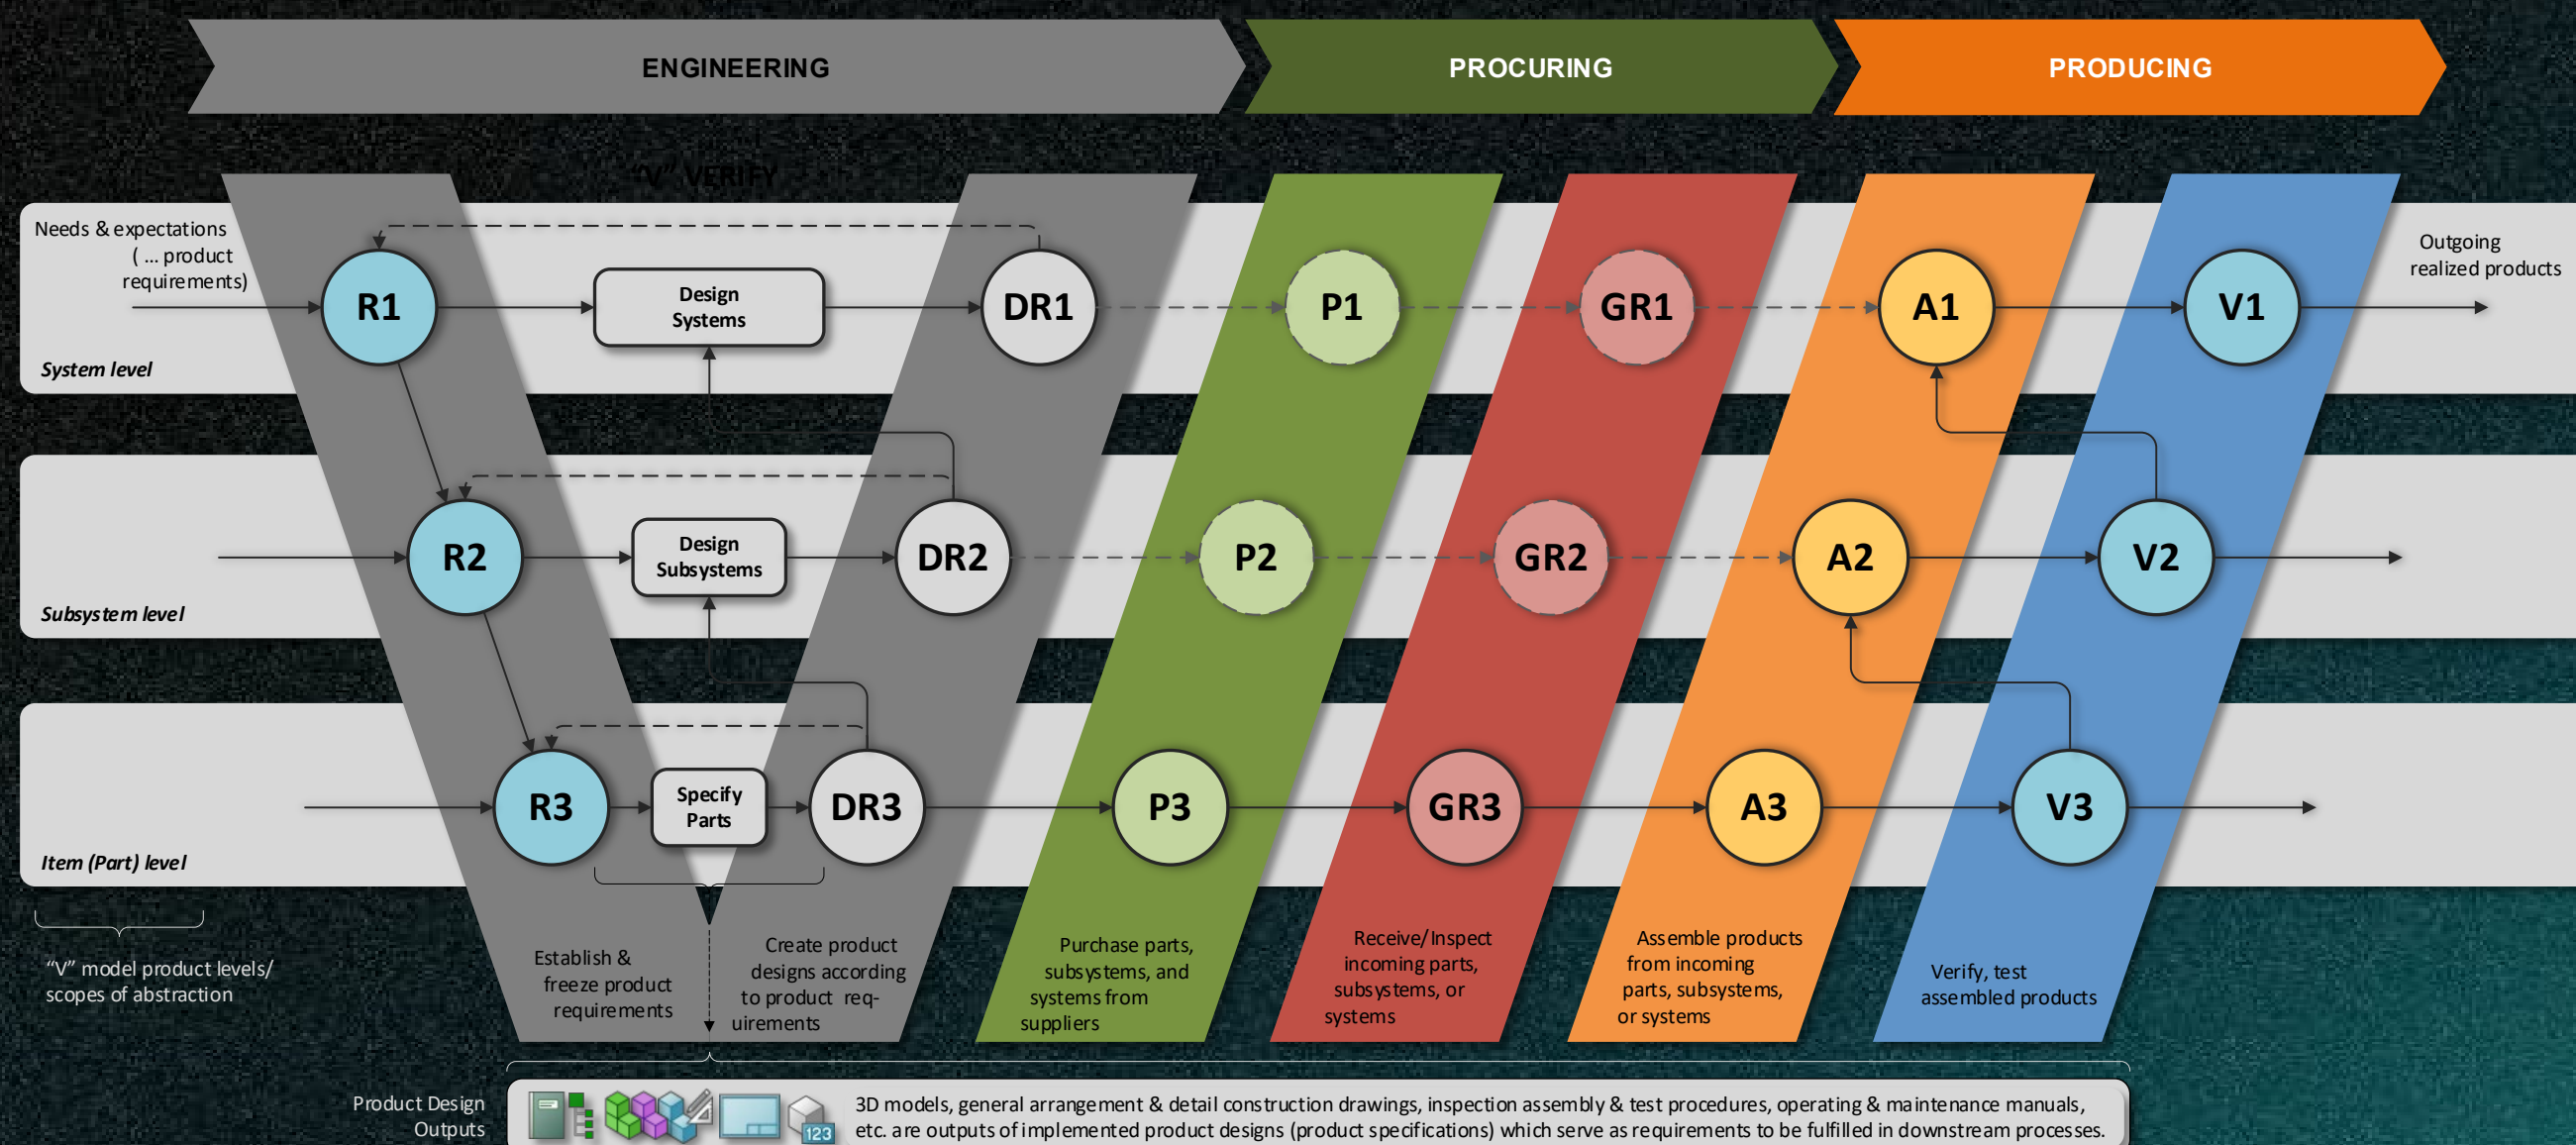 ENGINEERING
PROCURING
PRODUCING
"V" VERIFY
Needs & expectations
( ... product
requirements)
R1
Design
Systems
DR1
P1
GR1
A1
V1
Outgoing
realized products
System level
R2
Design
Subsystems
DR2
P2
GR2
A2
V2
Subsystem level
R3
Specify
Parts
DR3
P3
GR3
A3
V3
Item (Part) level
"V" model product levels/
scopes of abstraction
Establish &
freeze product
requirements
Create product
designs according
to product req-
uirements
Purchase parts,
subsystems, and
systems from
suppliers
Receive/Inspect
incoming parts,
subsystems, or
systems
Assemble products
from incoming
parts, subsystems,
or systems
Verify, test
assembled products
Product Design
Outputs
123
3D models, general arrangement & detail construction drawings, inspection assembly & test procedures, operating & maintenance manuals,
etc. are outputs of implemented product designs (product specifications) which serve as requirements to be fulfilled in downstream processes.